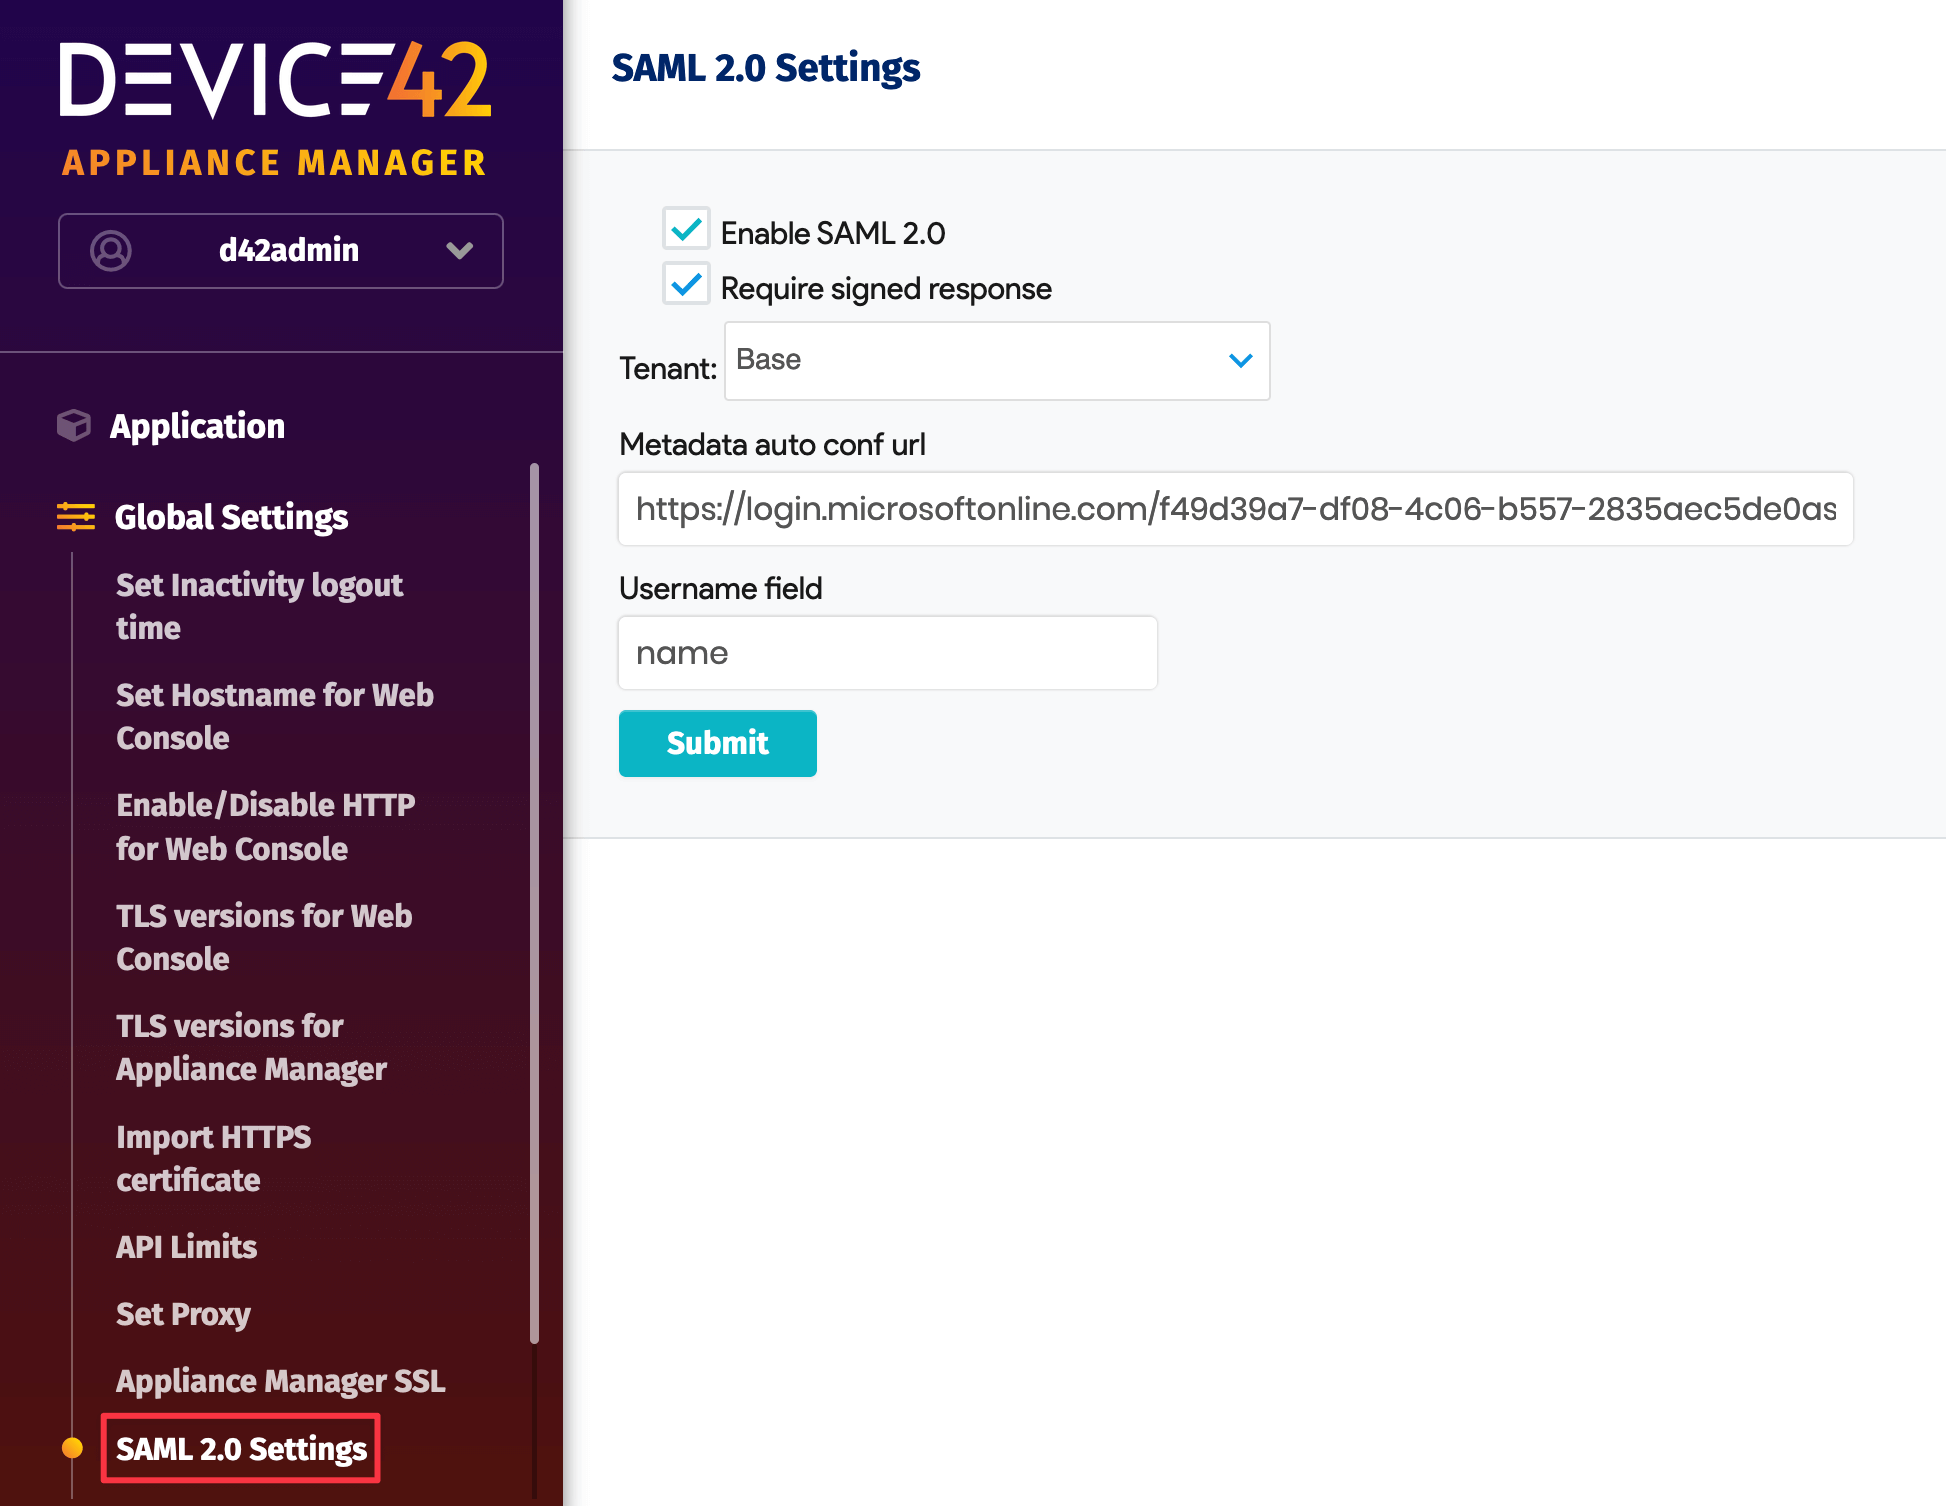 DEVICE42
APPLIANCE MANAGER
d42admin
Application
Global Settings
Set Inactivity logout
time
Set Hostname for Web
Console
Enable/Disable HTTP
for Web Console
TLS versions for Web
Console
TLS versions for
Appliance Manager
Import HTTPS
certificate
API Limits
Set Proxy
Appliance Manager SSL
SAML 2.0 Settings
SAML 2.0 Settings
Enable SAML 2.0
Require signed response
Tenant: Base
Metadata auto conf url
https://login.microsoftonline.com/f49d39a7-df08-4c06-b557-2835aec5de0as
Username field
name
Submit